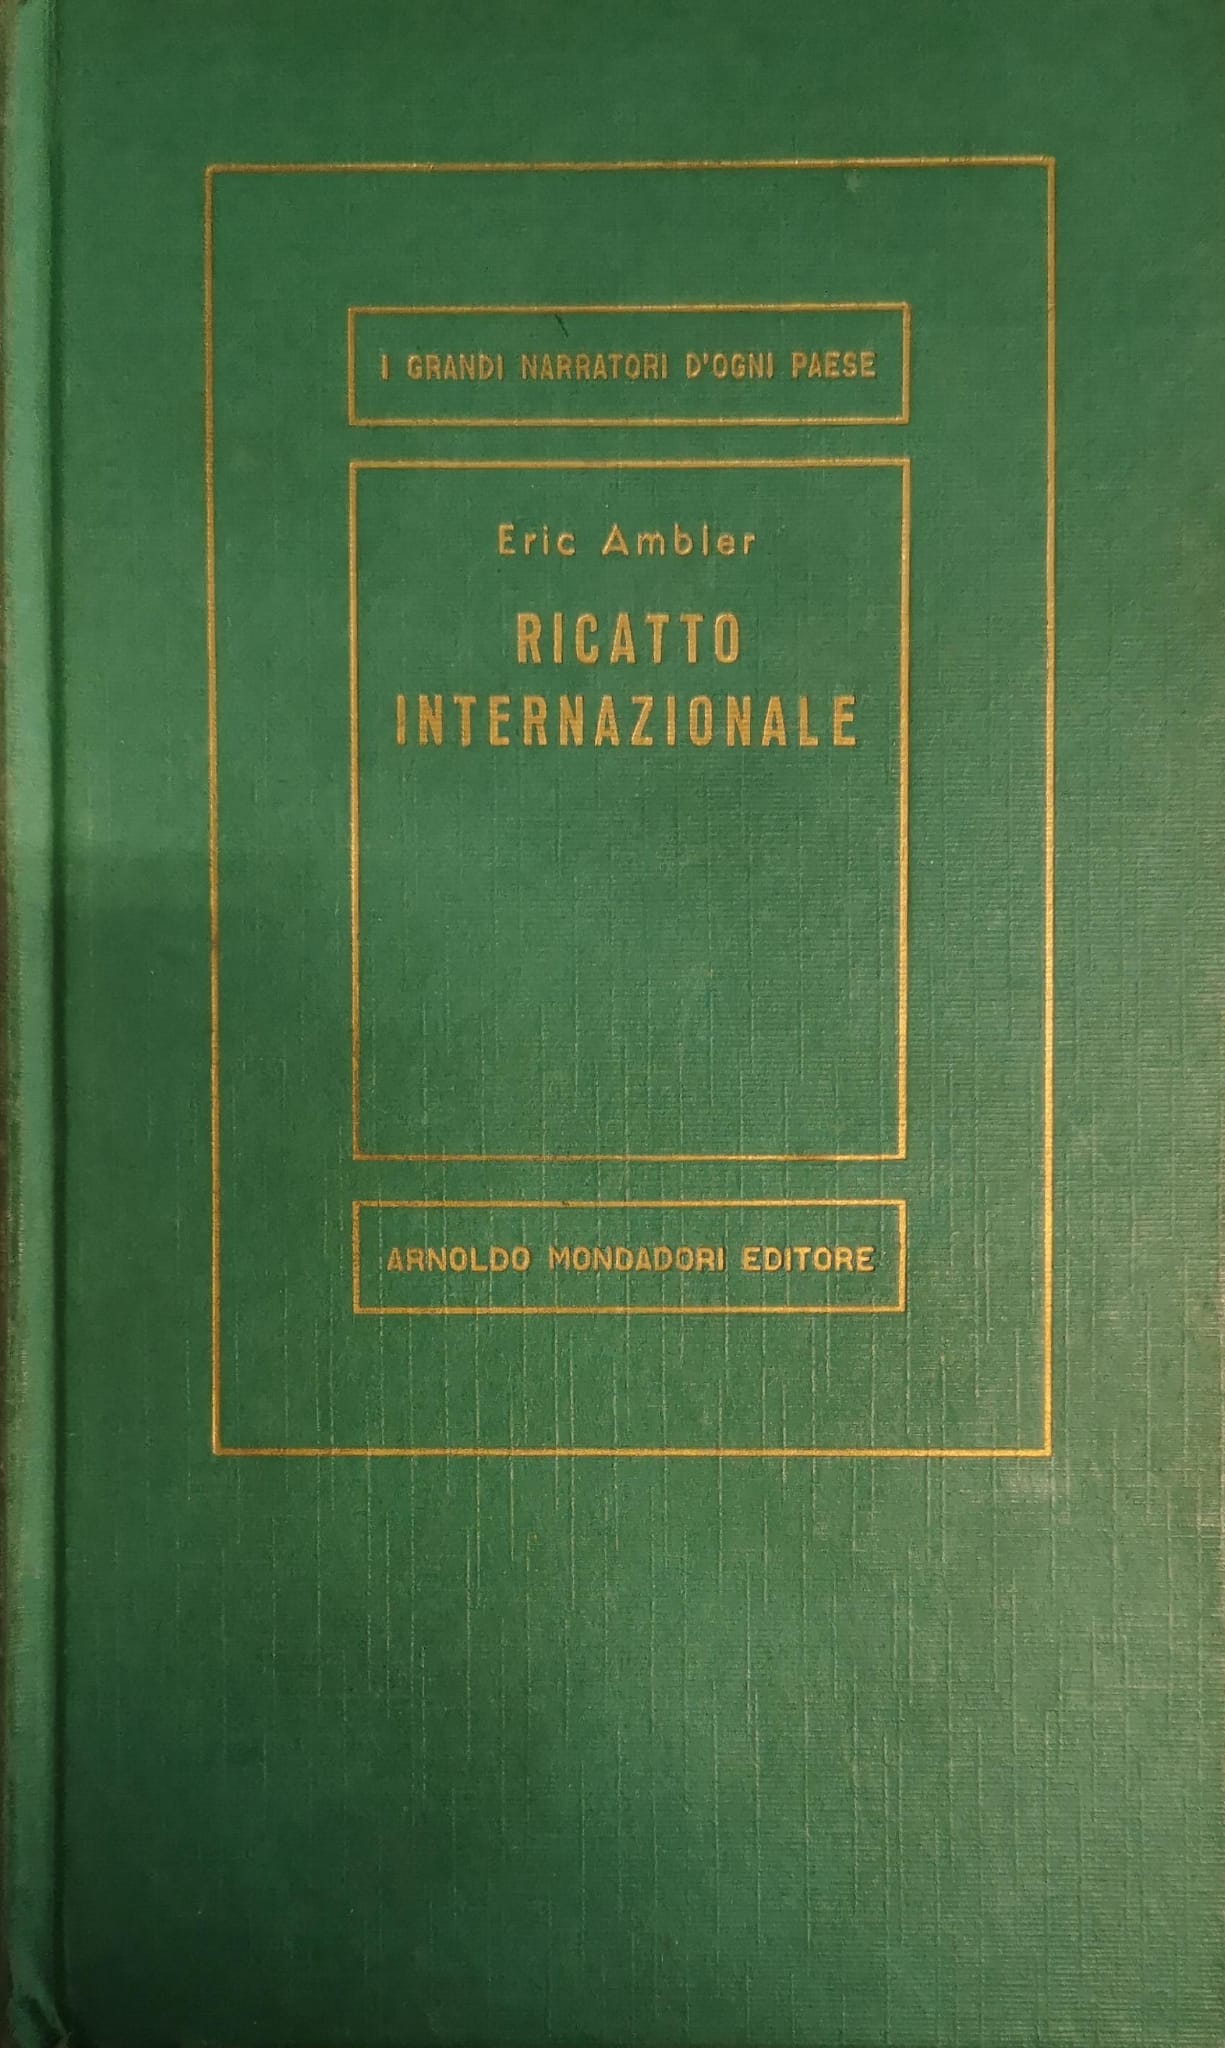 I GRANDI NARRATORI D'OGNI PAESE
Eric Ambler
RICATTO
INTERNAZIONALE
ARNOLDO MONDADORI EDITORE